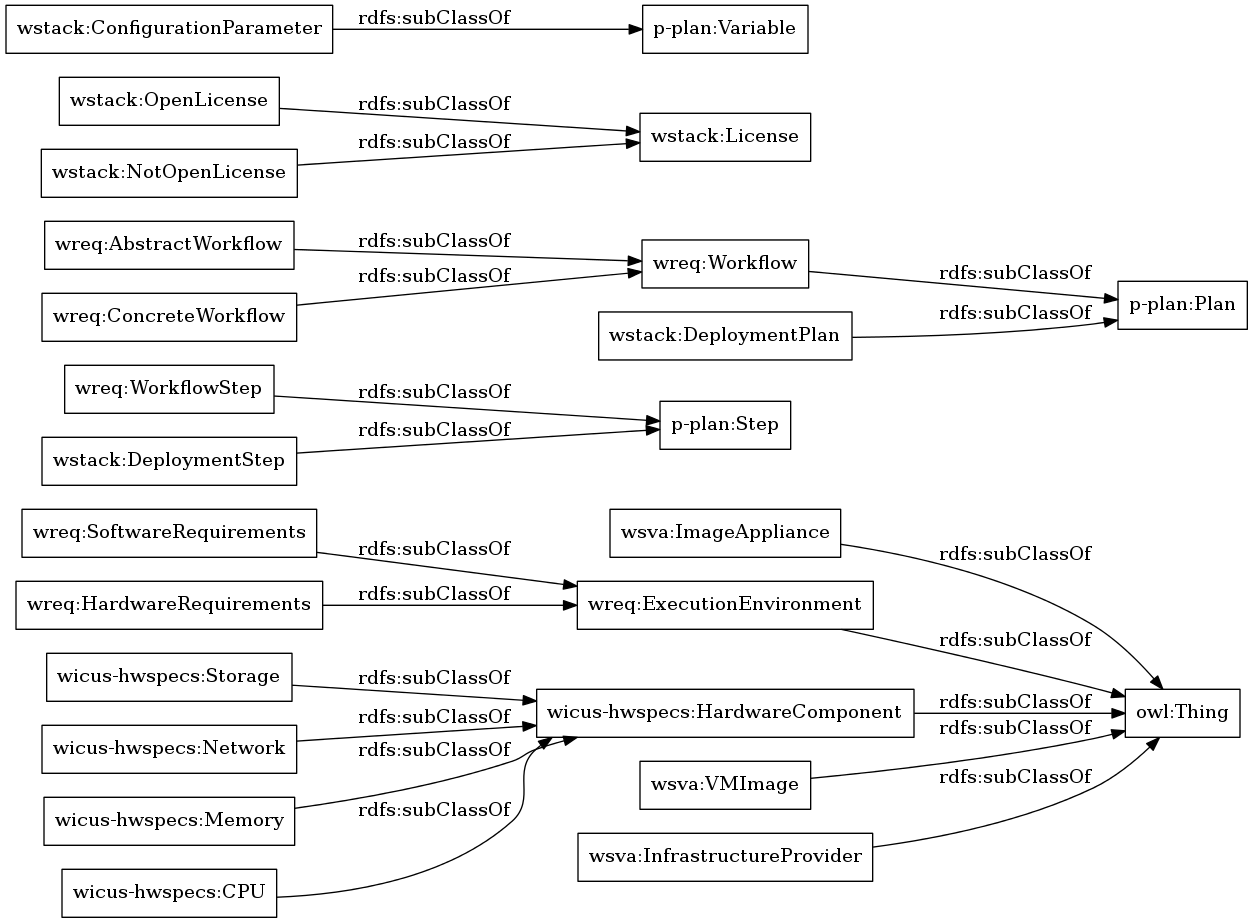 wstack:ConfigurationParameter
rdfs:subClassOf
p-plan:Variable
wstack:OpenLicense
rdfs:subClassOf
wstack:License
rdfs:subClassOf
wstack:NotOpenLicense
wreq:AbstractWorkflow
rdfs:subClassOf
wreq:Workflow
rdfs:subClassOf
rdfs:subClassOf
p-plan:Plan
wreq:ConcreteWorkflow
rdfs:subClassOf
wstack:DeploymentPlan
wreq:WorkflowStep
rdfs:subClassOf
p-plan:Step
rdfs:subClassOf
wstack:DeploymentStep
wreq:SoftwareRequirements
rdfs:subClassOf
wsva:ImageAppliance
rdfs:subClassOf
wreq:HardwareRequirements
rdfs:subClassOf
wreq:ExecutionEnvironment
rdfs:subClassOf
wicus-hwspecs:Storage
rdfs:subClassOf
wicus-hwspecs:HardwareComponent
rdfs:subClassOf
owl:Thing
wicus-hwspecs:Network
rdfs:subClassOf
rdfs:subClassOf
rdfs:subClassOf
wsva:VMImage
rdfs:subClassOf
wicus-hwspecs:Memory
rdfs:subClassOf
wsva:InfrastructureProvider
wicus-hwspecs:CPU